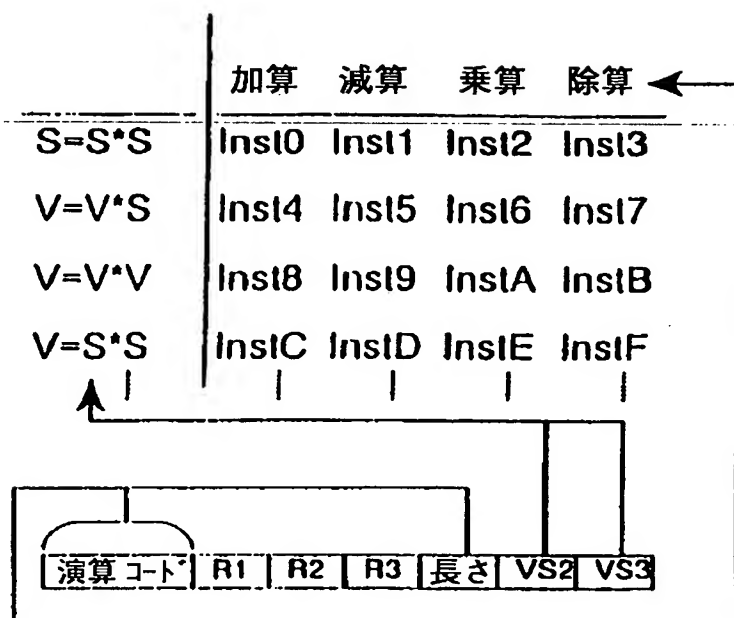 加算 減算 乗算 除算
S=S*S Inst0 Inst1 Inst2 Inst3
V=V*S Inst4 Inst5 Inst6 Inst7
V=V*V Inst8 Inst9 InstA InstB
V=S*S InstC InstD InstE InstF
演算コード R1 R2 R3 長さ VS2 VS3